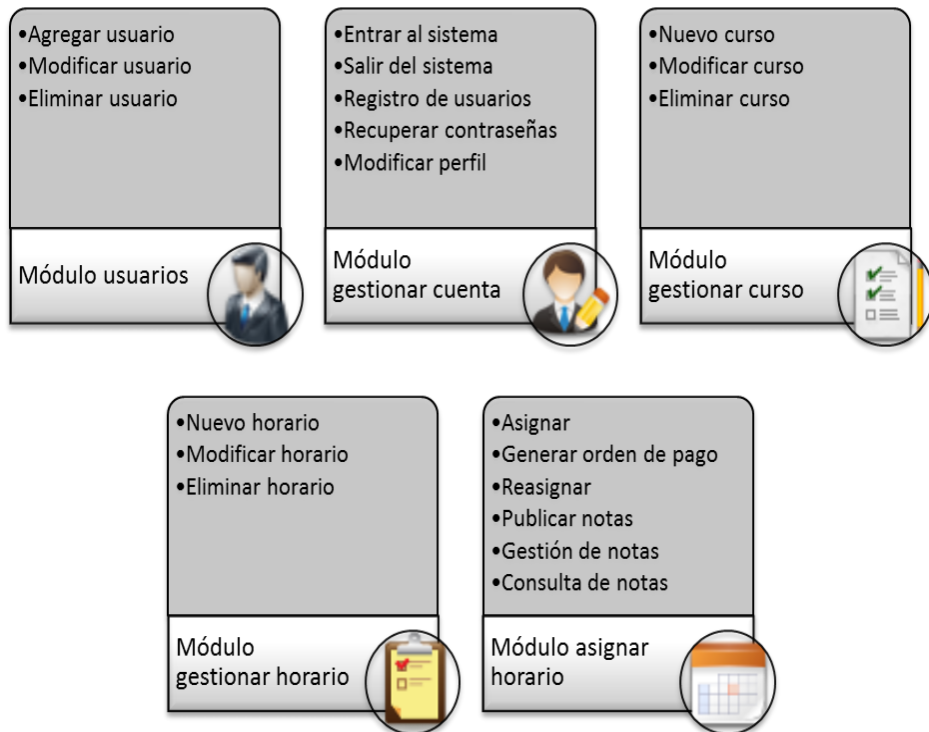 •Agregar usuario
•Modificar usuario
•Eliminar usuario
Módulo usuarios
•Entrar al sistema
•Salir del sistema
•Registro de usuarios
•Recuperar contraseñas
•Modificar perfil
Módulo
gestionar cuenta
•Nuevo curso
•Modificar curso
•Eliminar curso
Módulo
gestionar curso
•Nuevo horario
•Modificar horario
•Eliminar horario
Módulo
gestionar horario
•Asignar
•Generar orden de pago
•Reasignar
•Publicar notas
•Gestión de notas
•Consulta de notas
Módulo asignar
horario